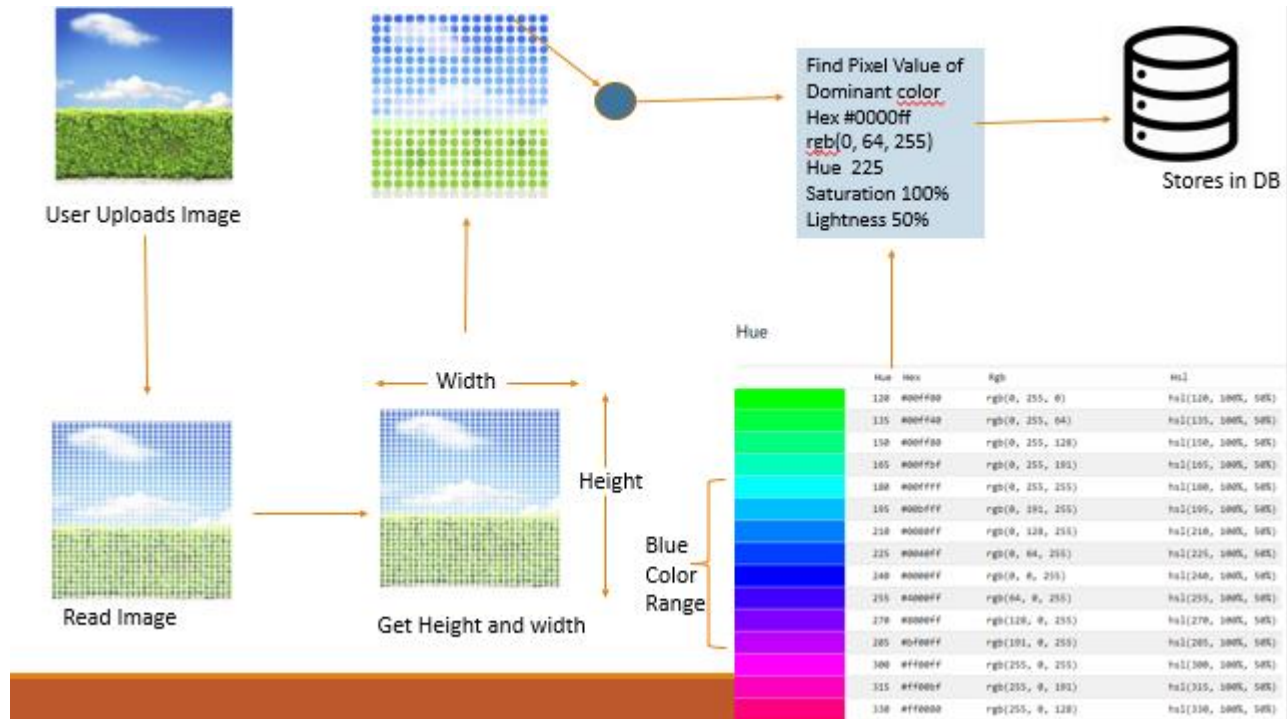 User Uploads Image
Find Pixel Value of
Dominant color
Hex #0000ff
rgb(0, 64, 255)
Hue 225
Saturation 100%
Lightness 50%
Stores in DB
Read Image
Width
Height
Get Height and width
Blue
Color
Range
Hue
Hue Hex Rgb Hsl
120 #00ff00 rgb(0, 255, 0) hsl(120, 100%, 50%)
135 #00ff40 rgb(0, 255, 64) hsl(135, 100%, 50%)
150 #00ff80 rgb(0, 255, 128) hsl(150, 100%, 50%)
165 #00ffbf rgb(0, 255, 191) hsl(165, 100%, 50%)
180 #00ffff rgb(0, 255, 255) hsl(180, 100%, 50%)
195 #00bfff rgb(0, 191, 255) hsl(195, 100%, 50%)
210 #0080ff rgb(0, 128, 255) hsl(210, 100%, 50%)
225 #0040ff rgb(0, 64, 255) hsl(225, 100%, 50%)
240 #0000ff rgb(0, 0, 255) hsl(240, 100%, 50%)
255 #4000ff rgb(64, 0, 255) hsl(255, 100%, 50%)
270 #8000ff rgb(128, 0, 255) hsl(270, 100%, 50%)
285 #bf00ff rgb(191, 0, 255) hsl(285, 100%, 50%)
300 #ff00ff rgb(255, 0, 255) hsl(300, 100%, 50%)
315 #ff00bf rgb(255, 0, 191) hsl(315, 100%, 50%)
330 #ff0080 rgb(255, 0, 128) hsl(330, 100%, 50%)